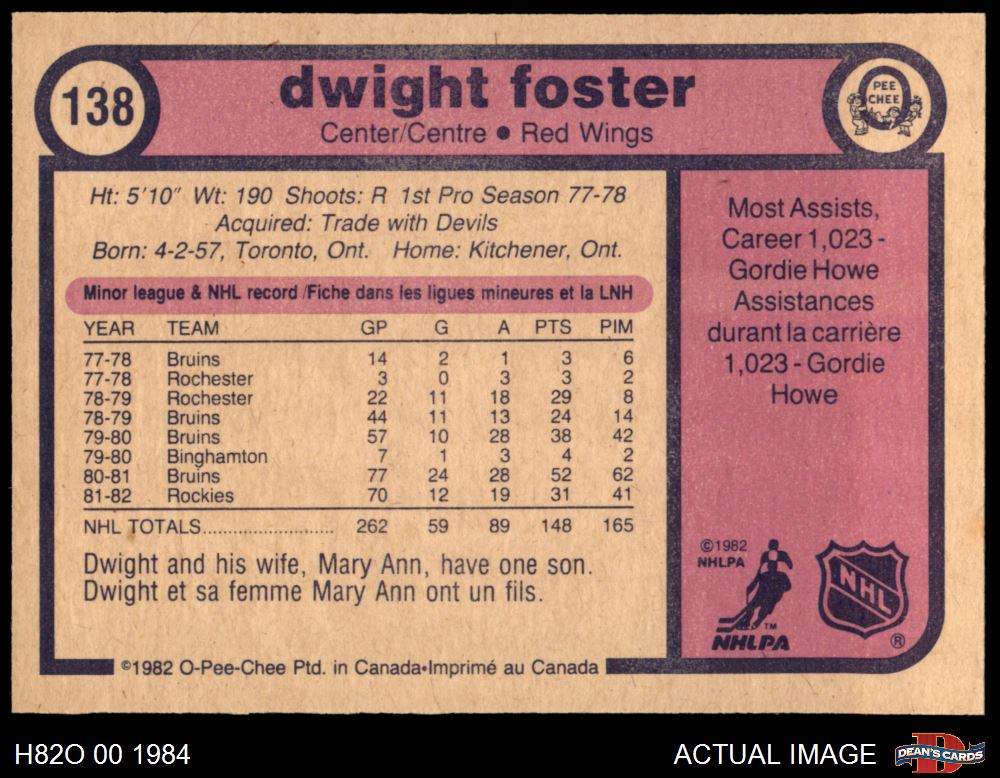 138
dwight foster
Center/Centre • Red Wings
O
PEE
CHEE
Ht: 5'10" Wt: 190 Shoots: R 1st Pro Season 77-78
Acquired: Trade with Devils
Born: 4-2-57, Toronto, Ont. Home: Kitchener, Ont.
Minor league & NHL record /Fiche dans les ligues mineures et la LNH
YEAR TEAM GP G A PTS PIM
77-78 Bruins 14 2 1 3 6
77-78 Rochester 3 0 3 3 2
78-79 Rochester 22 11 18 29 8
78-79 Bruins 44 11 13 24 14
79-80 Bruins 57 10 28 38 42
79-80 Binghamton 7 1 3 4 2
80-81 Bruins 77 24 28 52 62
81-82 Rockies 70 12 19 31 41
NHL TOTALS.............................. 262 59 89 148 165
Dwight and his wife, Mary Ann, have one son.
Dwight et sa femme Mary Ann ont un fils.
©1982 O-Pee-Chee Ptd. in Canada•Imprimé au Canada
Most Assists,
Career 1,023 -
Gordie Howe
Assistances
durant la carrière
1,023 - Gordie
Howe
©1982
NHLPA
TM
NHLPA
NHL
®
H82O 00 1984
ACTUAL IMAGE
D
DEAN'S CARDS